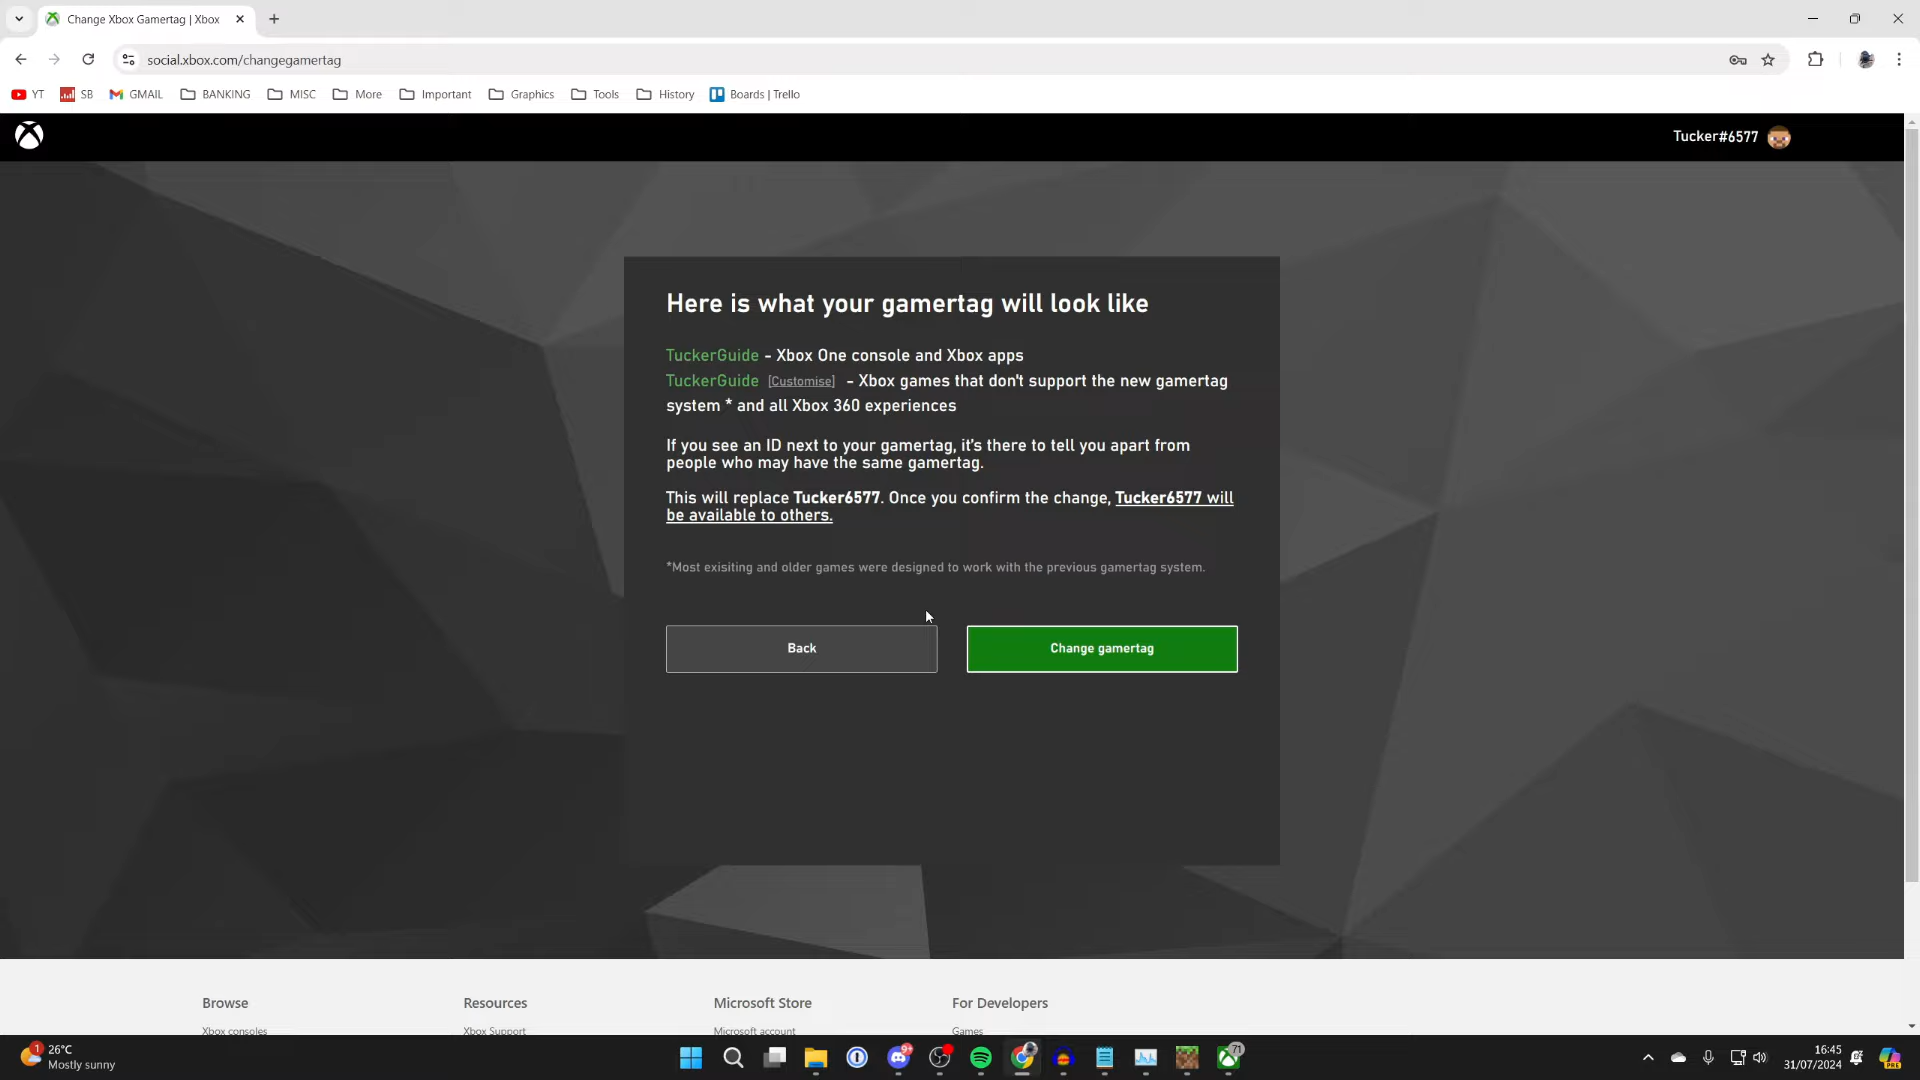 Change Xbox Gamertag | Xbox
social.xbox.com/changegamertag
YT SB GMAIL BANKING MISC More Important Graphics Tools History Boards | Trello
Tucker#6577
Here is what your gamertag will look like
TuckerGuide - Xbox One console and Xbox apps
TuckerGuide [Customise] - Xbox games that don't support the new gamertag
system * and all Xbox 360 experiences
If you see an ID next to your gamertag, it's there to tell you apart from
people who may have the same gamertag.
This will replace Tucker6577. Once you confirm the change, Tucker6577 will
be available to others.
*Most exisiting and older games were designed to work with the previous gamertag system.
Back
Change gamertag
Browse Resources Microsoft Store For Developers
Xbox consoles Xbox Support Microsoft account Games
1 26°C
Mostly sunny
9+
71
16:45
31/07/2024
PRE